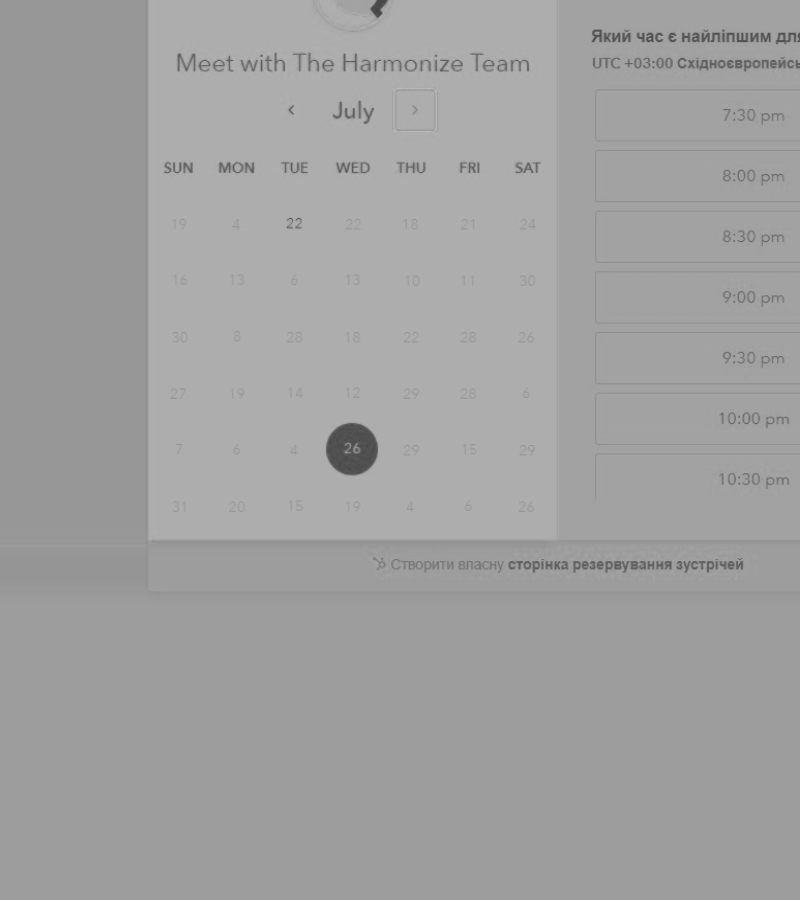 Meet with The Harmonize Team
July
SUN MON TUE WED THU FRI SAT
19 4 22 22 18 21 24
16 13 6 13 10 11 30
30 8 28 18 22 28 26
27 19 14 12 29 28 6
7 6 4 26 29 15 29
31 20 15 19 4 6 26
Який час є найліпшим для
UTC +03:00 Східноєвропейсь
7:30 pm
8:00 pm
8:30 pm
9:00 pm
9:30 pm
10:00 pm
10:30 pm
Створити власну сторінка резервування зустрічей